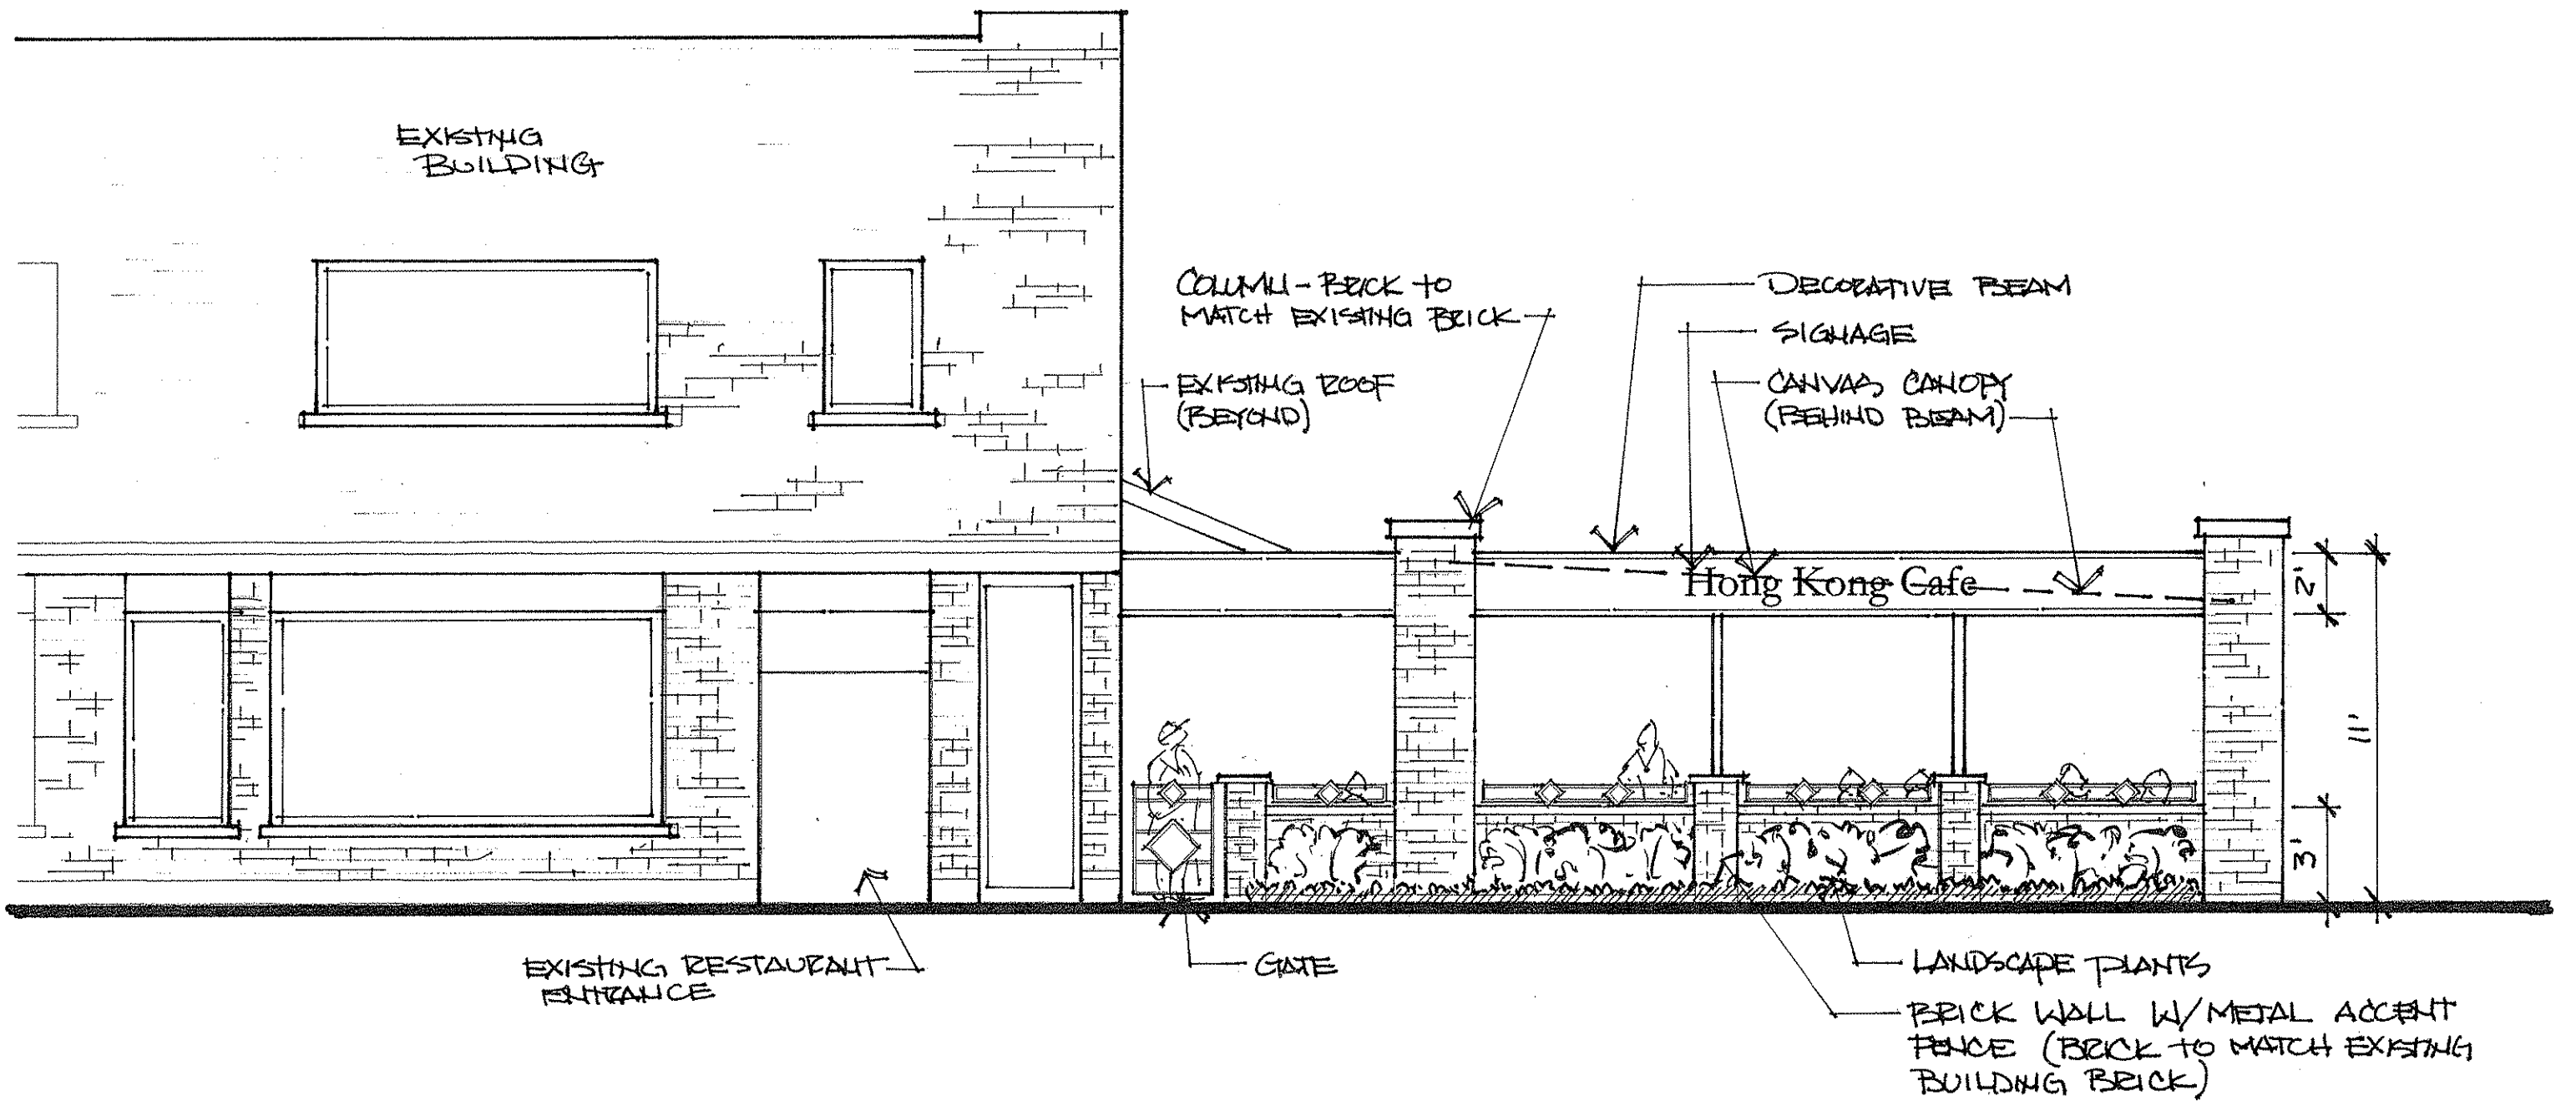 EXISTING
BUILDING
COLUMN - BRICK TO
MATCH EXISTING BRICK
EXISTING ROOF
(BEYOND)
DECORATIVE BEAM
SIGNAGE
CANVAS CANOPY
(BEHIND BEAM)
Hong Kong Cafe
2'
11'
3'
EXISTING RESTAURANT
ENTRANCE
GATE
LANDSCAPE PLANTS
BRICK WALL W/METAL ACCENT
FENCE (BRICK TO MATCH EXISTING
BUILDING BRICK)